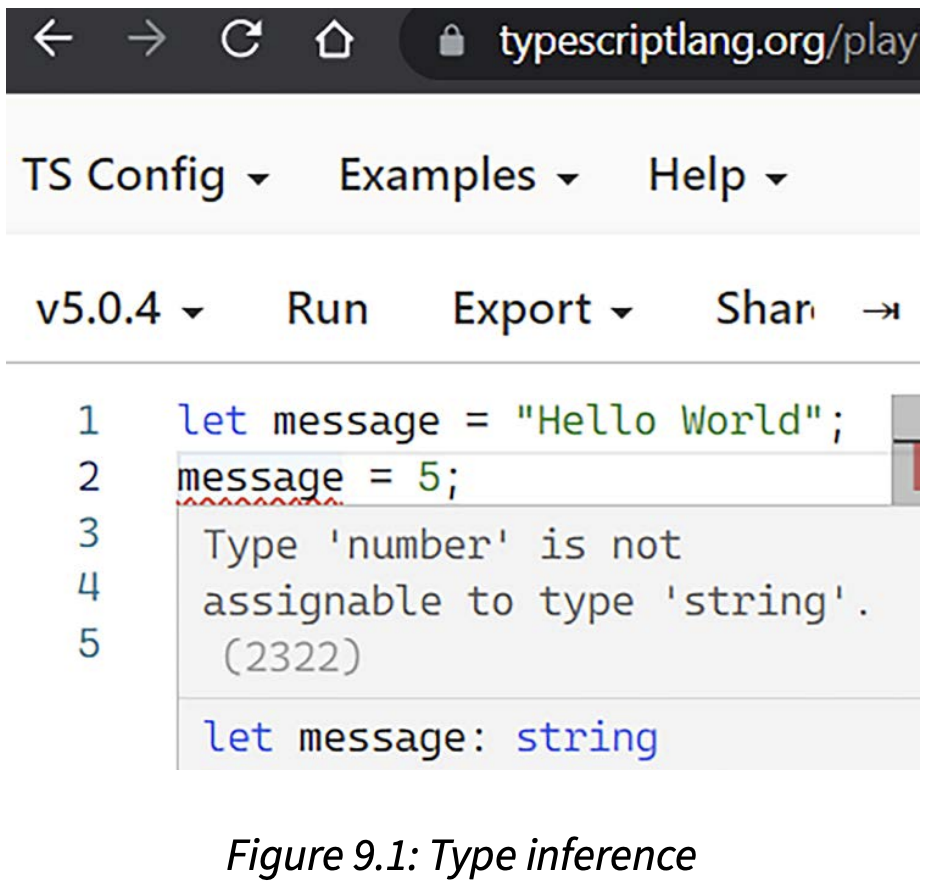 typescriptlang.org/play
TS Config Examples Help
v5.0.4 Run Export Shar
1 let message = "Hello World";
2 message = 5;
3 Type 'number' is not
4 assignable to type 'string'.
5 (2322)
let message: string
Figure 9.1: Type inference